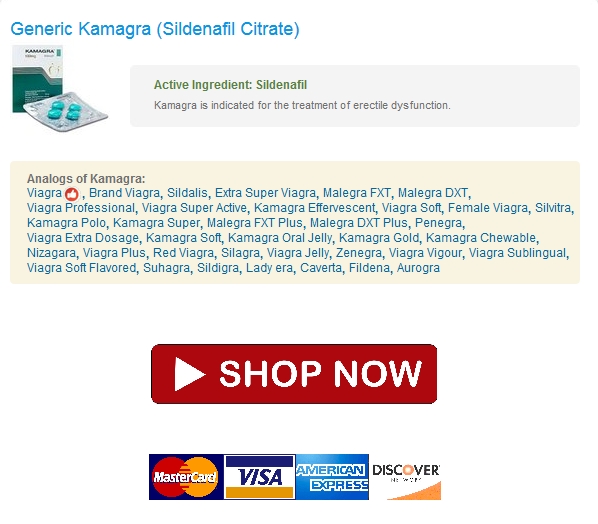 Generic Kamagra (Sildenafil Citrate)
KAMAGRA
Active Ingredient: Sildenafil
Kamagra is indicated for the treatment of erectile dysfunction.
Analogs of Kamagra:
Viagra, Brand Viagra, Sildalis, Extra Super Viagra, Malegra FXT, Malegra DXT,
Viagra Professional, Viagra Super Active, Kamagra Effervescent, Viagra Soft, Female Viagra, Silvitra,
Kamagra Polo, Kamagra Super, Malegra FXT Plus, Malegra DXT Plus, Penegra,
Viagra Extra Dosage, Kamagra Soft, Kamagra Oral Jelly, Kamagra Gold, Kamagra Chewable,
Nizagara, Viagra Plus, Red Viagra, Silagra, Viagra Jelly, Zenegra, Viagra Vigour, Viagra Sublingual,
Viagra Soft Flavored, Suhagra, Sildigra, Lady era, Caverta, Fildena, Aurogra
SHOP NOW
MasterCard
VISA
AMERICAN EXPRESS
DISCOVER
NETWORK